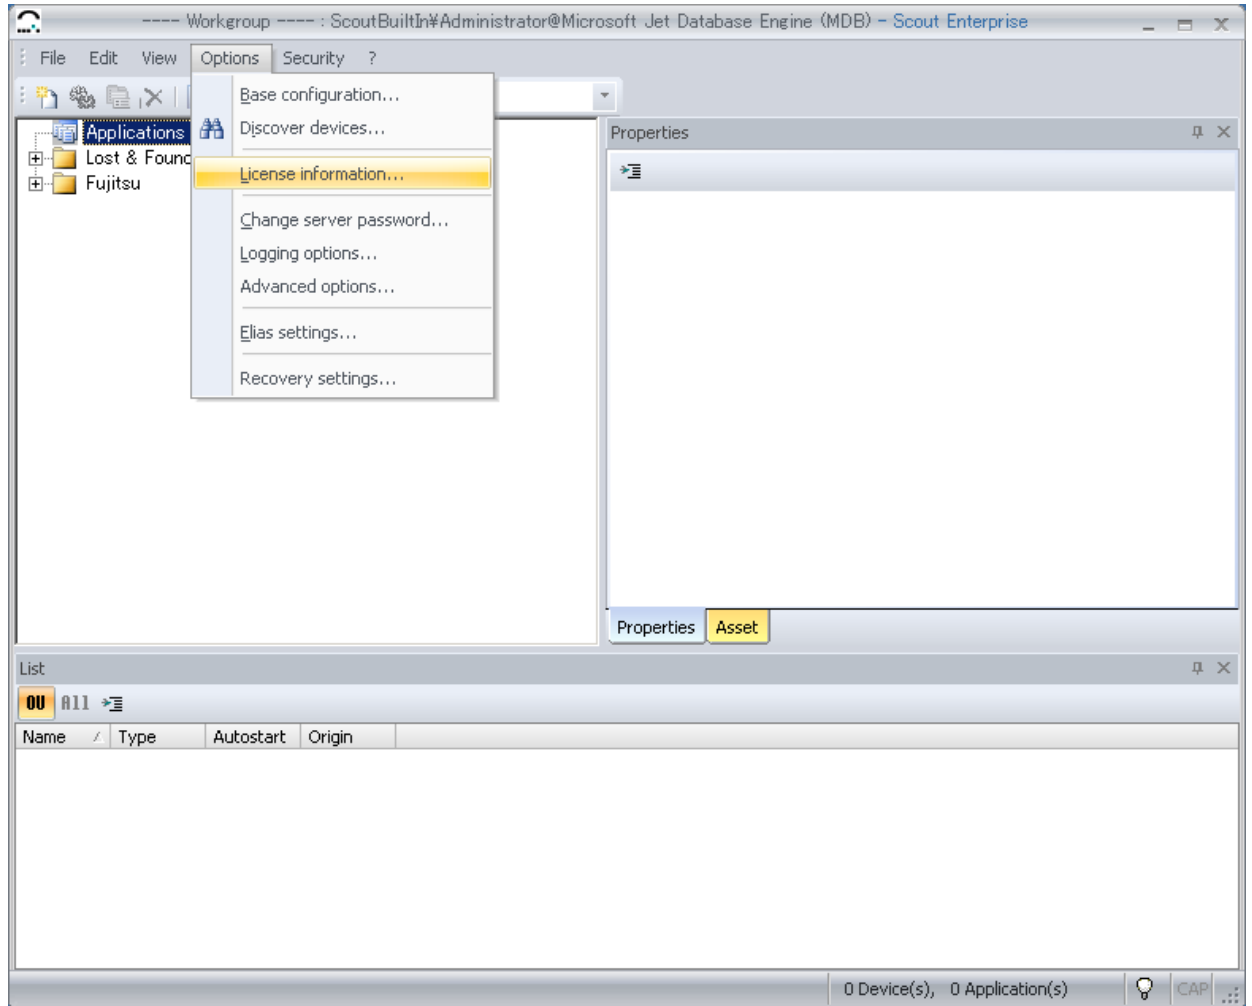 ---- Workgroup ---- : ScoutBuiltIn¥Administrator@Microsoft Jet Database Engine (MDB) - Scout Enterprise
File Edit View Options Security ?
Base configuration...
Discover devices...
License information...
Change server password...
Logging options...
Advanced options...
Elias settings...
Recovery settings...
Applications
Lost & Found
Fujitsu
Properties
Properties Asset
List
OU All
Name Type Autostart Origin
0 Device(s), 0 Application(s) CAP